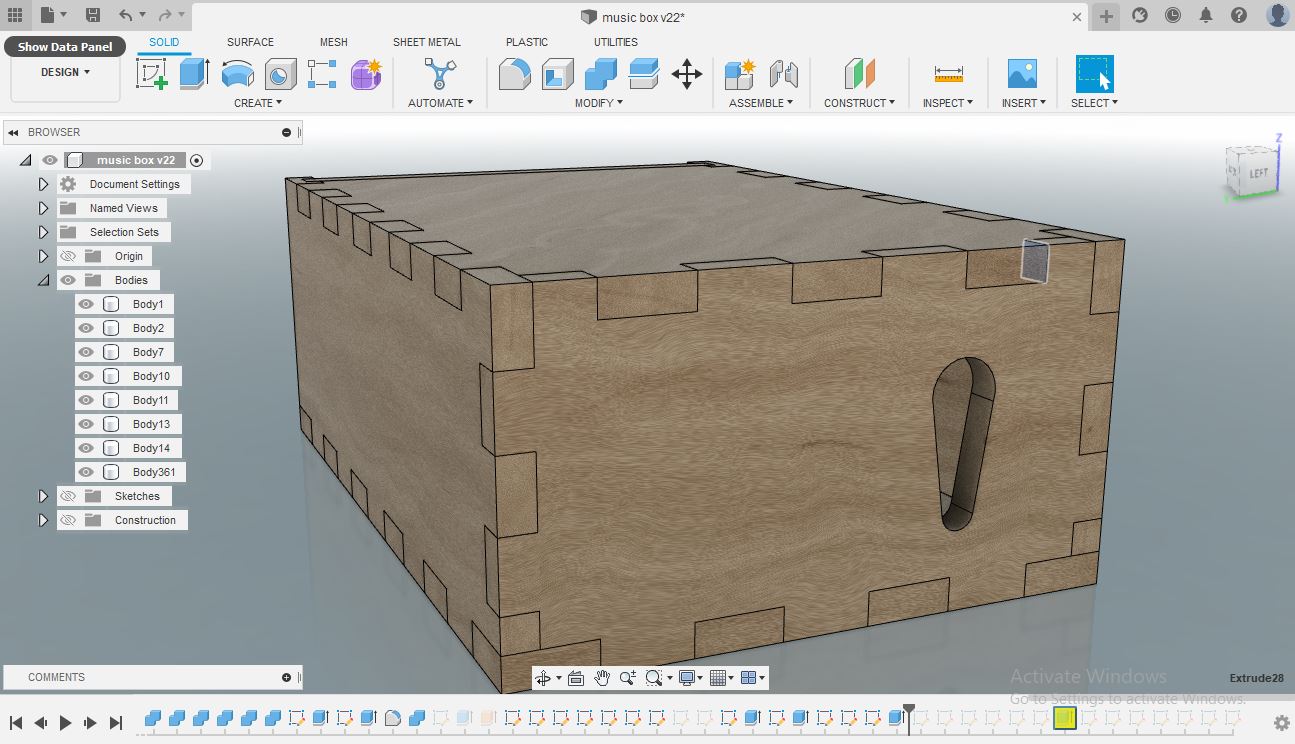 music box v22*
Show Data Panel
SOLID
SURFACE
MESH
SHEET METAL
PLASTIC
UTILITIES
DESIGN
CREATE
AUTOMATE
MODIFY
ASSEMBLE
CONSTRUCT
INSPECT
INSERT
SELECT
BROWSER
music box v22
Document Settings
Named Views
Selection Sets
Origin
Bodies
Body1
Body2
Body7
Body10
Body11
Body13
Body14
Body361
Sketches
Construction
Z
LEFT
COMMENTS
Activate Windows
Go to Settings to activate Windows.
Extrude28